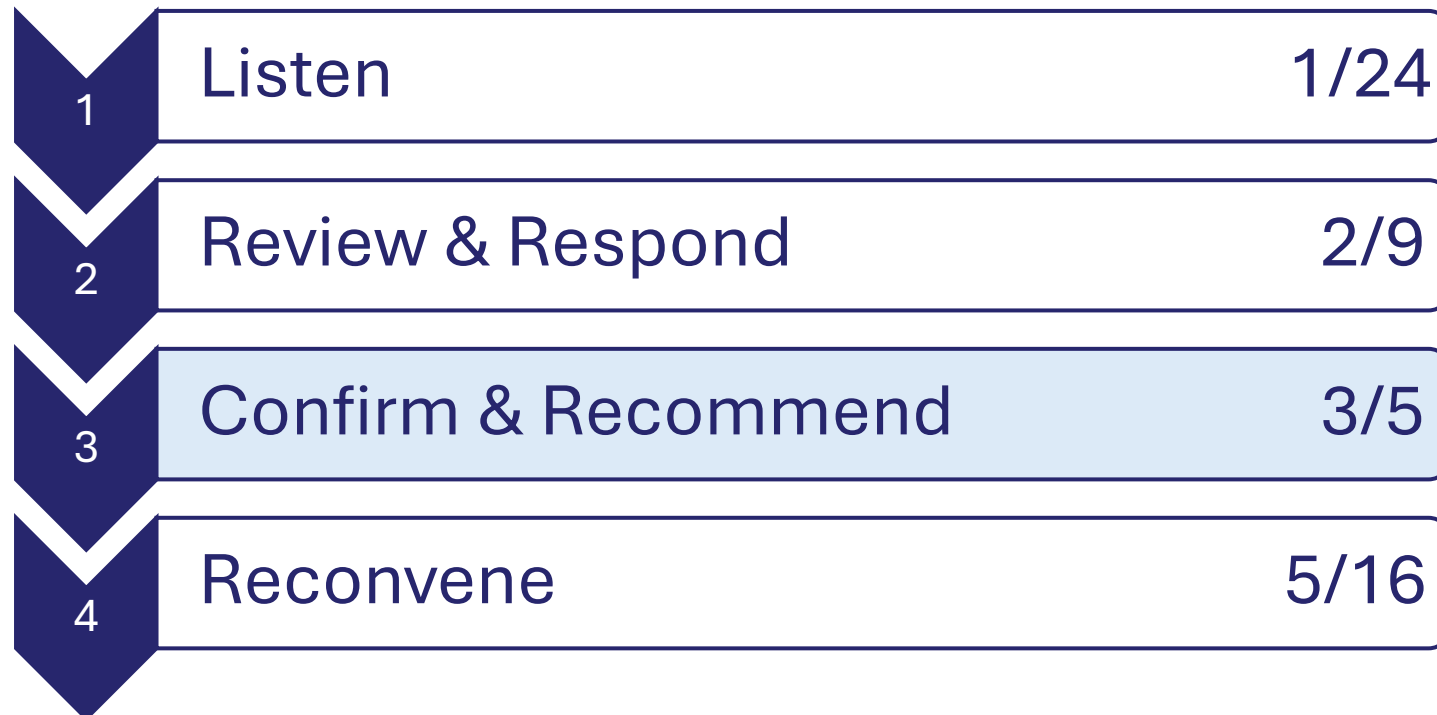 1 Listen 1/24
2 Review & Respond 2/9
3 Confirm & Recommend 3/5
4 Reconvene 5/16